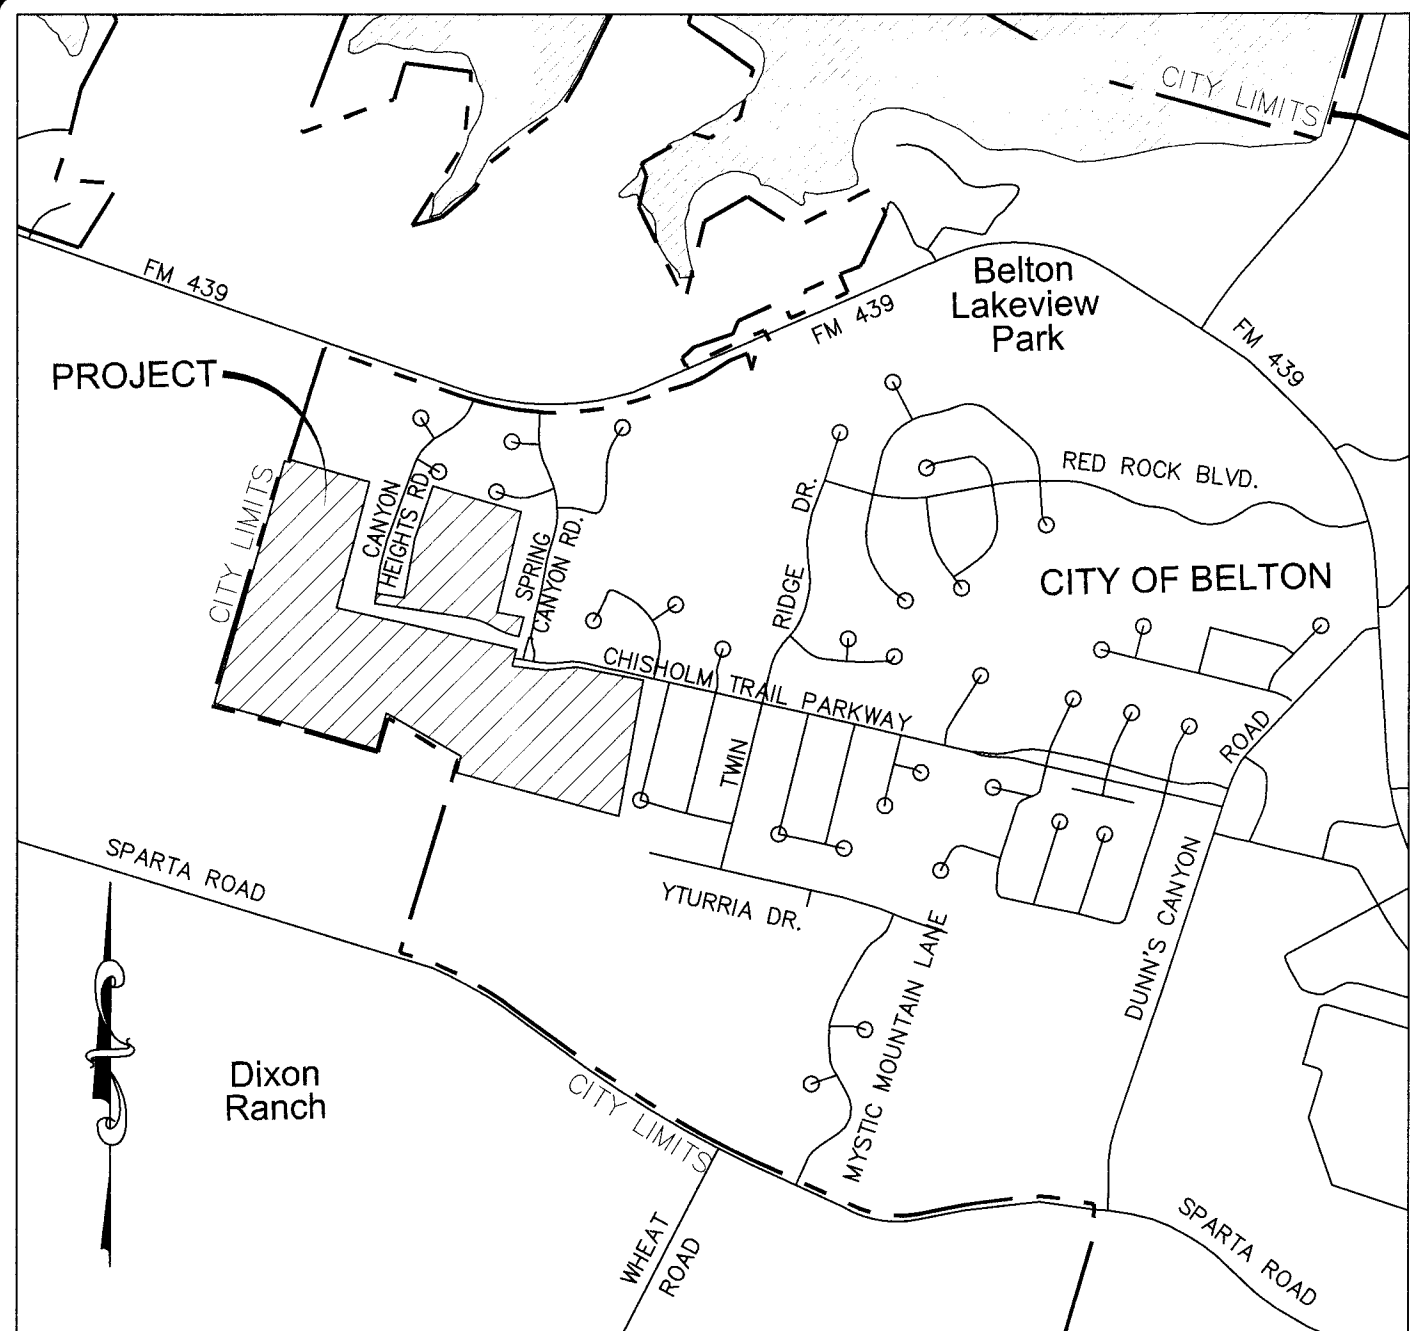 CITY LIMITS
FM 439
Belton
Lakeview
Park
FM 439
FM 439
PROJECT
CITY LIMITS
CANYON
HEIGHTS RD.
SPRING
CANYON RD.
RIDGE DR.
RED ROCK BLVD.
CITY OF BELTON
CHISHOLM TRAIL PARKWAY
TWIN
ROAD
DUNN'S CANYON
SPARTA ROAD
YTURRIA DR.
MYSTIC MOUNTAIN LANE
Dixon
Ranch
CITY LIMITS
WHEAT
ROAD
SPARTA ROAD